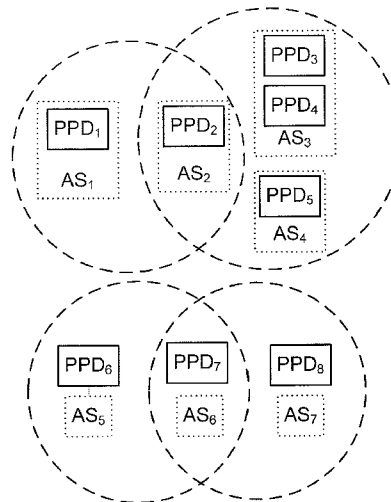 PPD₃
PPD₁
PPD₂
PPD₄
AS₃
AS₁
AS₂
PPD₅
AS₄
PPD₆
PPD₇
PPD₈
AS₅
AS₆
AS₇